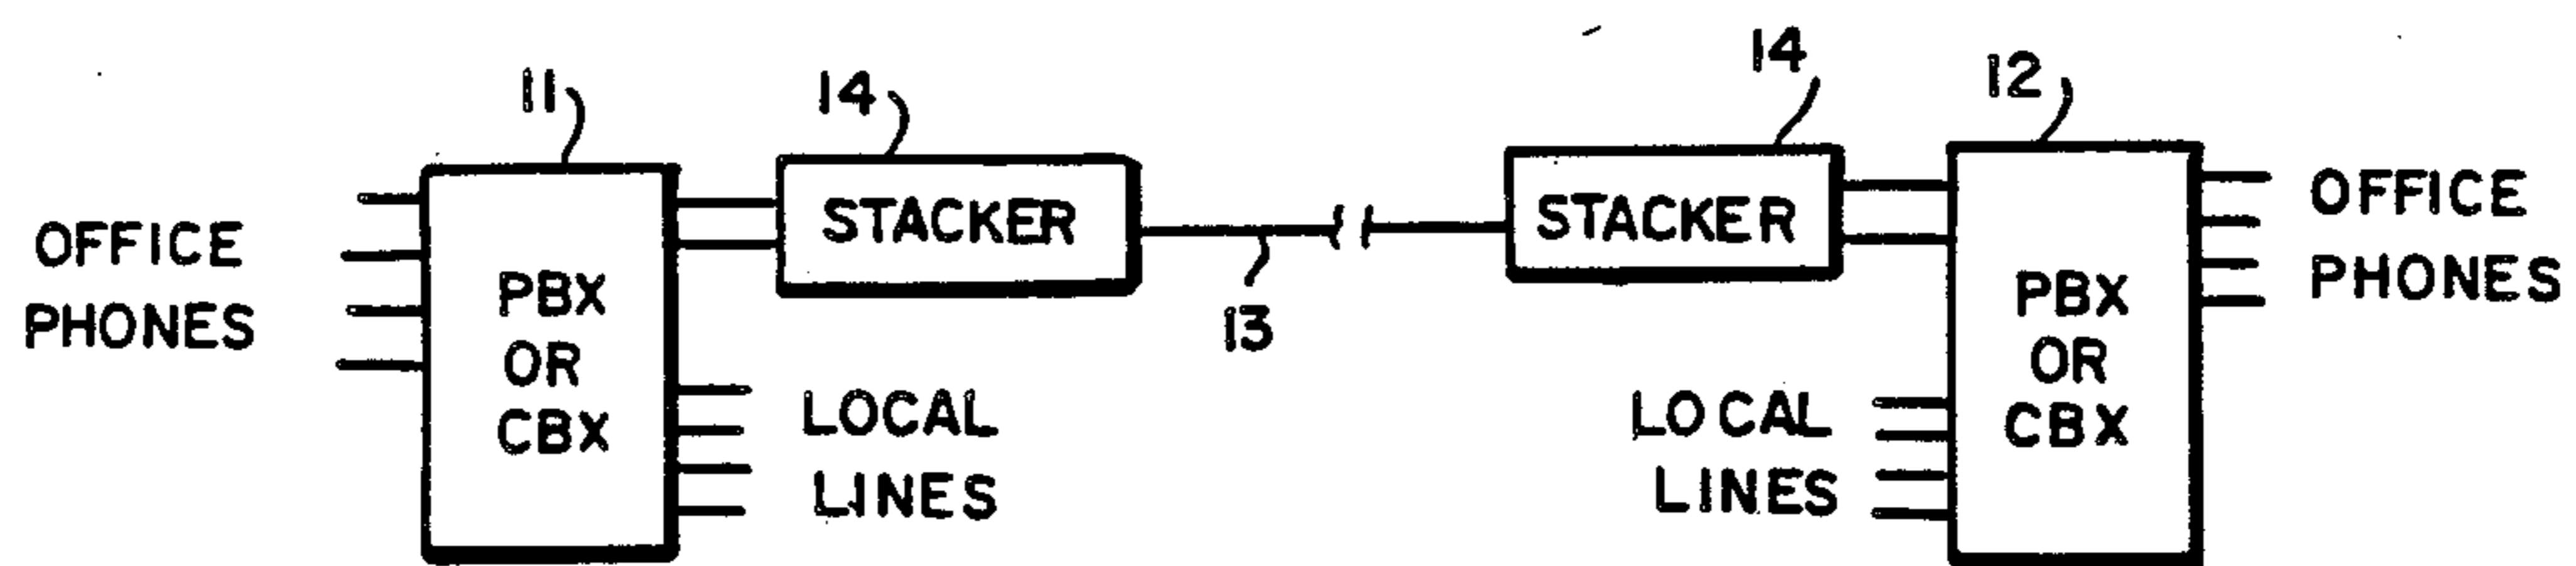 11
14
14
12
OFFICE
PHONES
PBX
OR
CBX
STACKER
13
STACKER
PBX
OR
CBX
OFFICE
PHONES
LOCAL
LINES
LOCAL
LINES